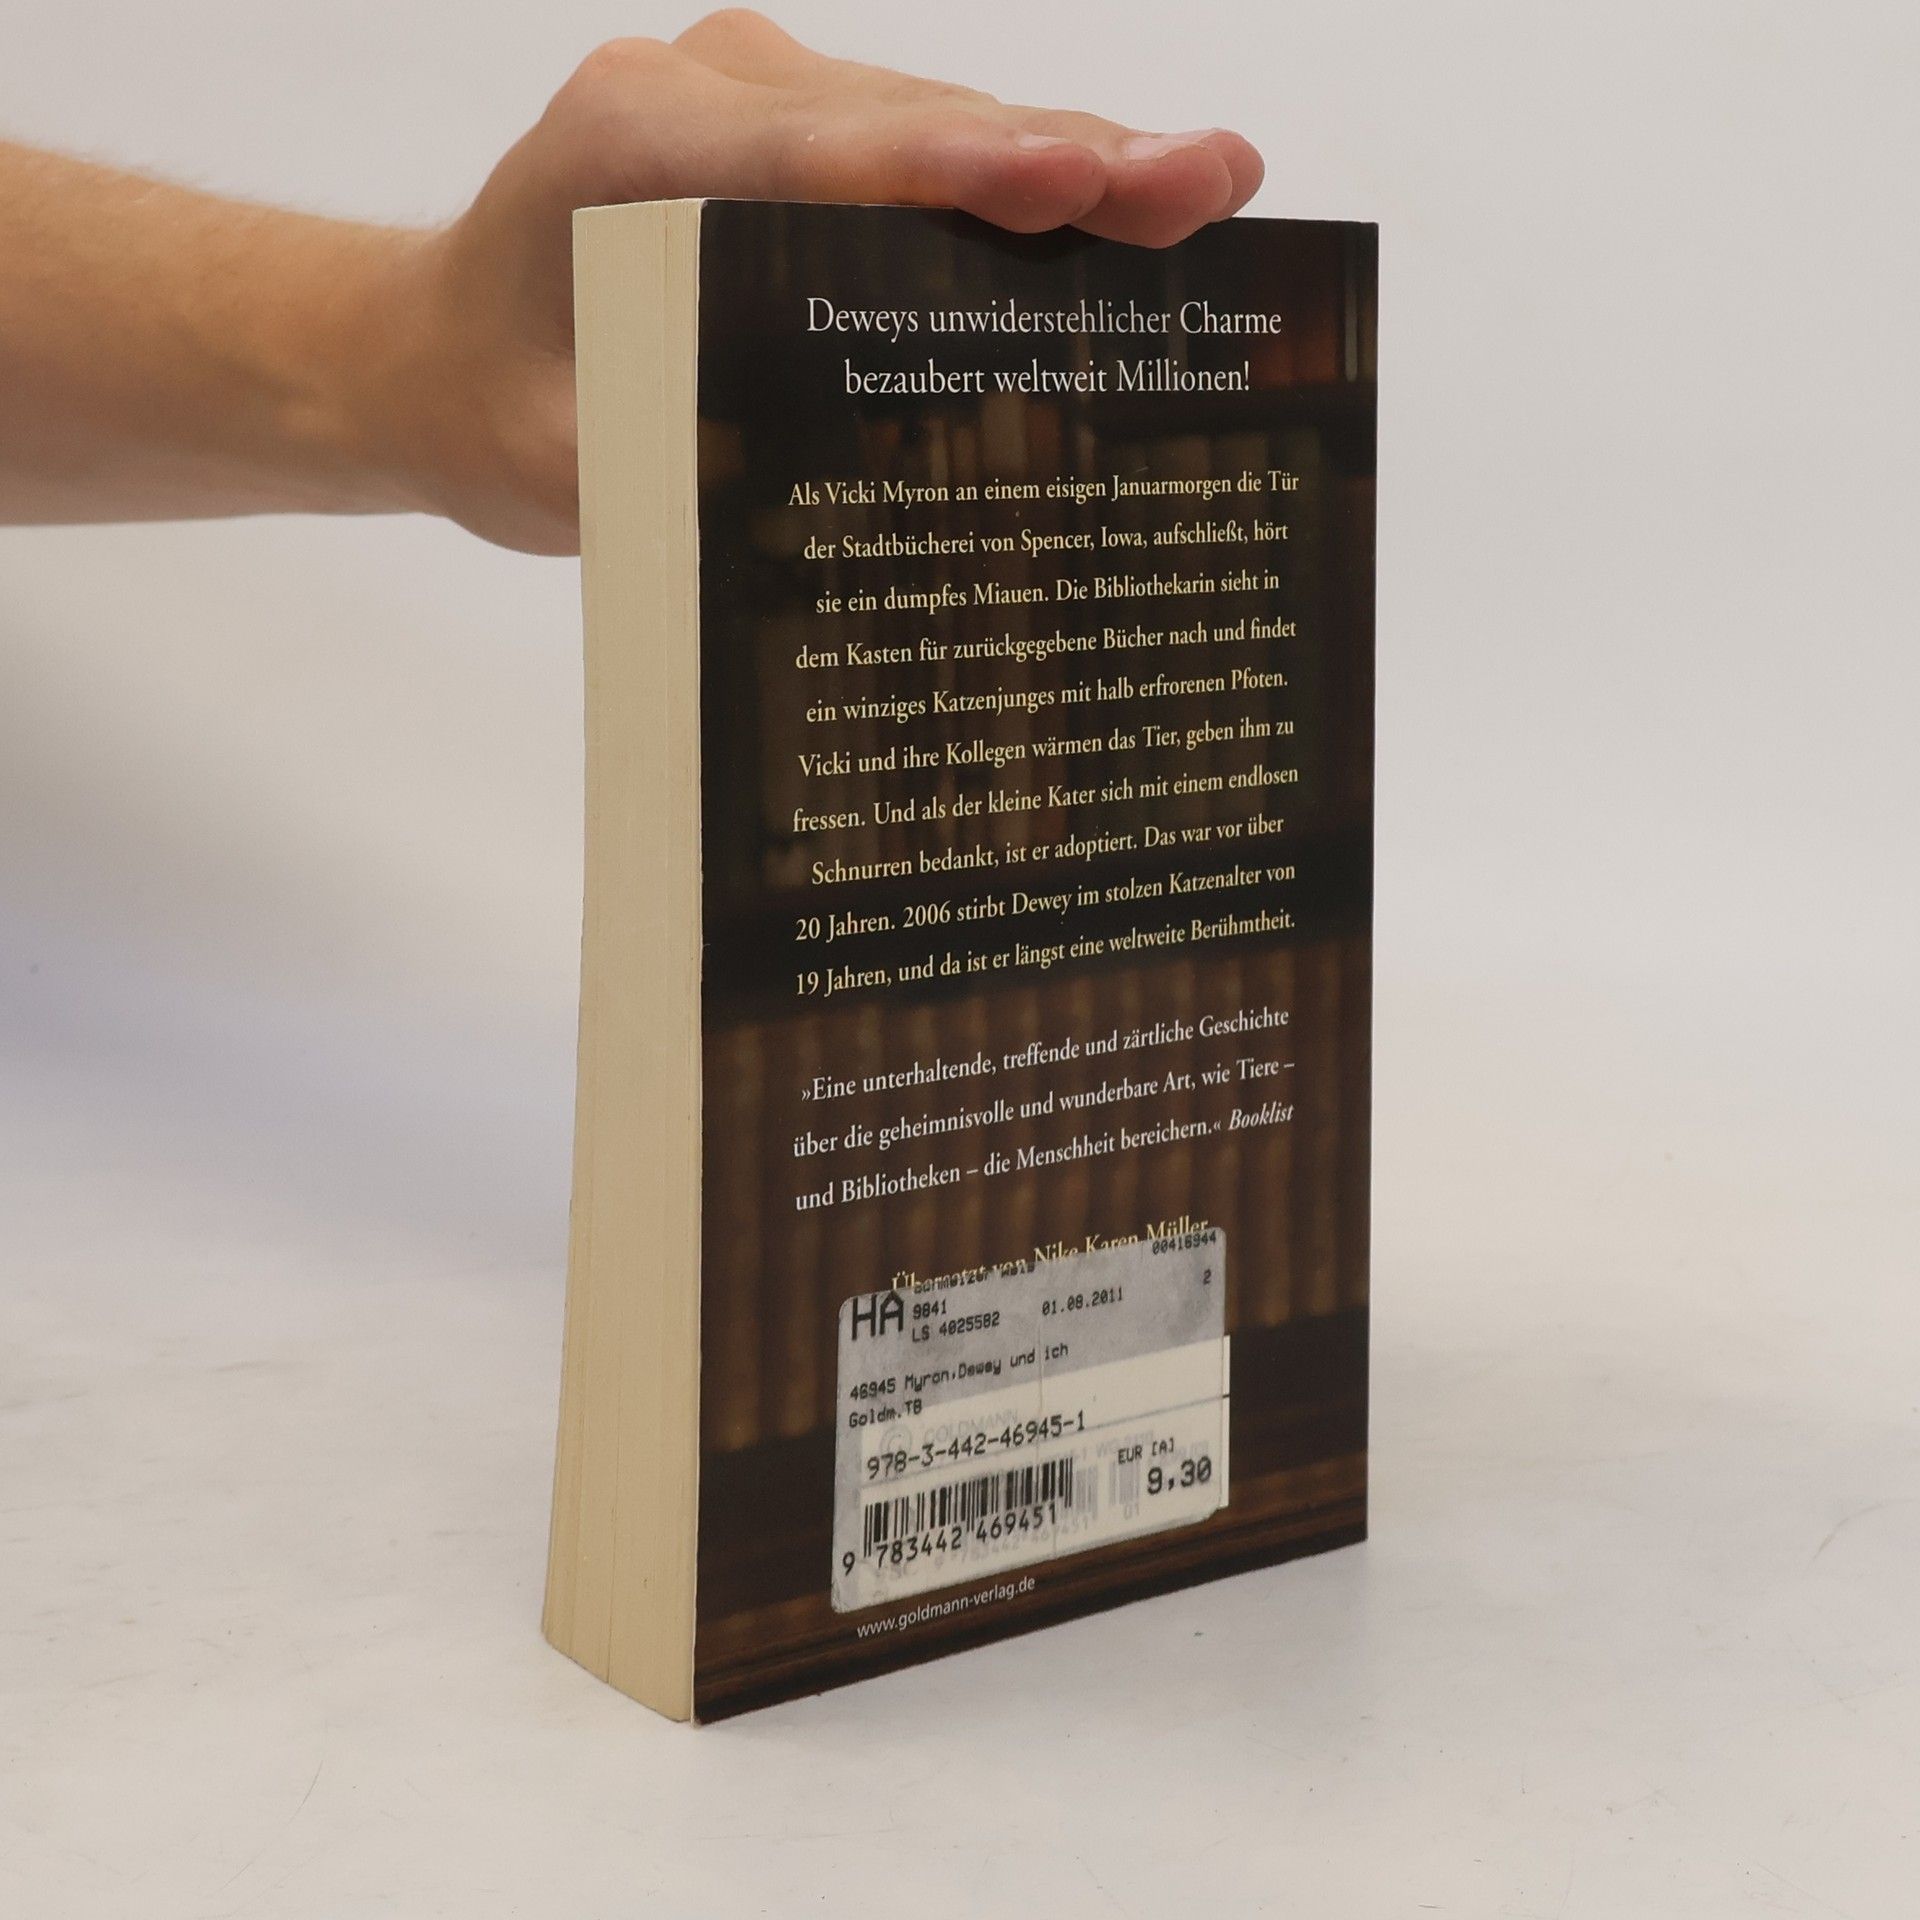 Deweys unwiderstehlicher Charme
bezaubert weltweit Millionen!
Als Vicki Myron an einem eisigen Januarmorgen die Tür
der Stadtbücherei von Spencer, Iowa, aufschließt, hört
sie ein dumpfes Miauen. Die Bibliothekarin sieht in
dem Kasten für zurückgegebene Bücher nach und findet
ein winziges Katzenjunges mit halb erfrorenen Pfoten.
Vicki und ihre Kollegen wärmen das Tier, geben ihm zu
fressen. Und als der kleine Kater sich mit einem endlosen
Schnurren bedankt, ist er adoptiert. Das war vor über
20 Jahren. 2006 stirbt Dewey im stolzen Katzenalter von
19 Jahren, und da ist er längst eine weltweite Berühmtheit.
»Eine unterhaltende, treffende und zärtliche Geschichte
über die geheimnisvolle und wunderbare Art, wie Tiere –
und Bibliotheken – die Menschheit bereichern.« Booklist
Übersetzt von Nike Karen Müller
00416944
HA 9841 01.08.2011 2
LS 4025582
46945 Myron,Dewey und ich
Goldm.TB
GOLDMANN
978-3-442-46945-1
EUR [A]
9,30
9 783442 469451
www.goldmann-verlag.de